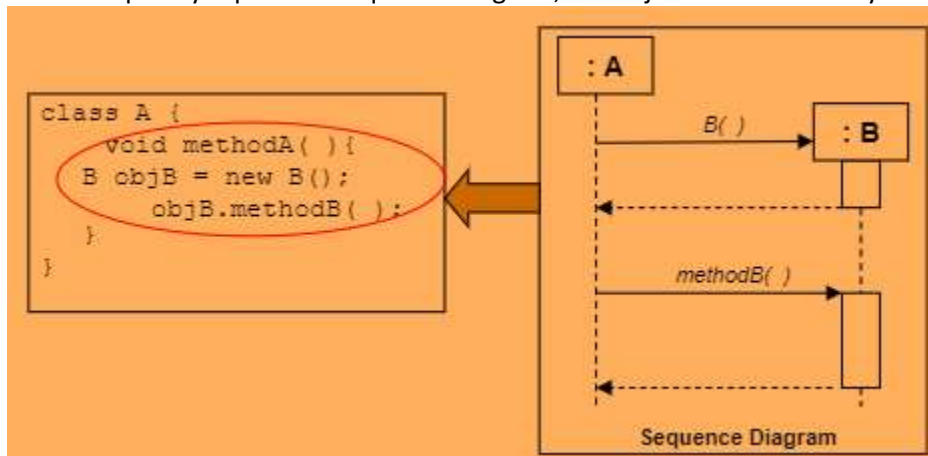 class A {
void methodA( ){
B objB = new B();
objB.methodB( );
}
}
: A
B( )
: B
methodB( )
Sequence Diagram